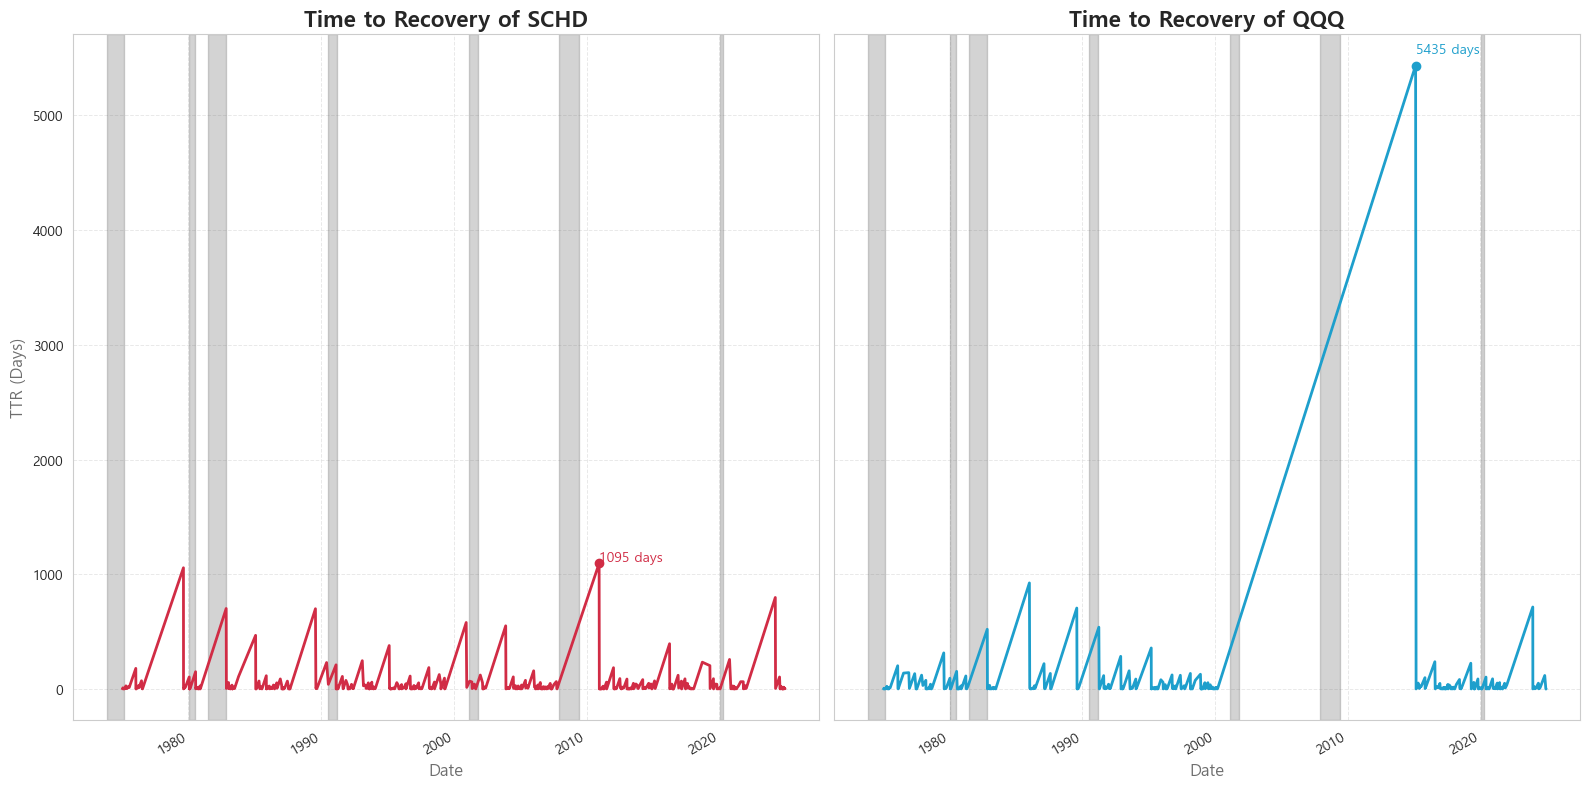 Time to Recovery of SCHD
TTR (Days)
5000
4000
3000
2000
1000
0
1095 days
1980
1990
2000
2010
2020
Date
Time to Recovery of QQQ
5435 days
1980
1990
2000
2010
2020
Date